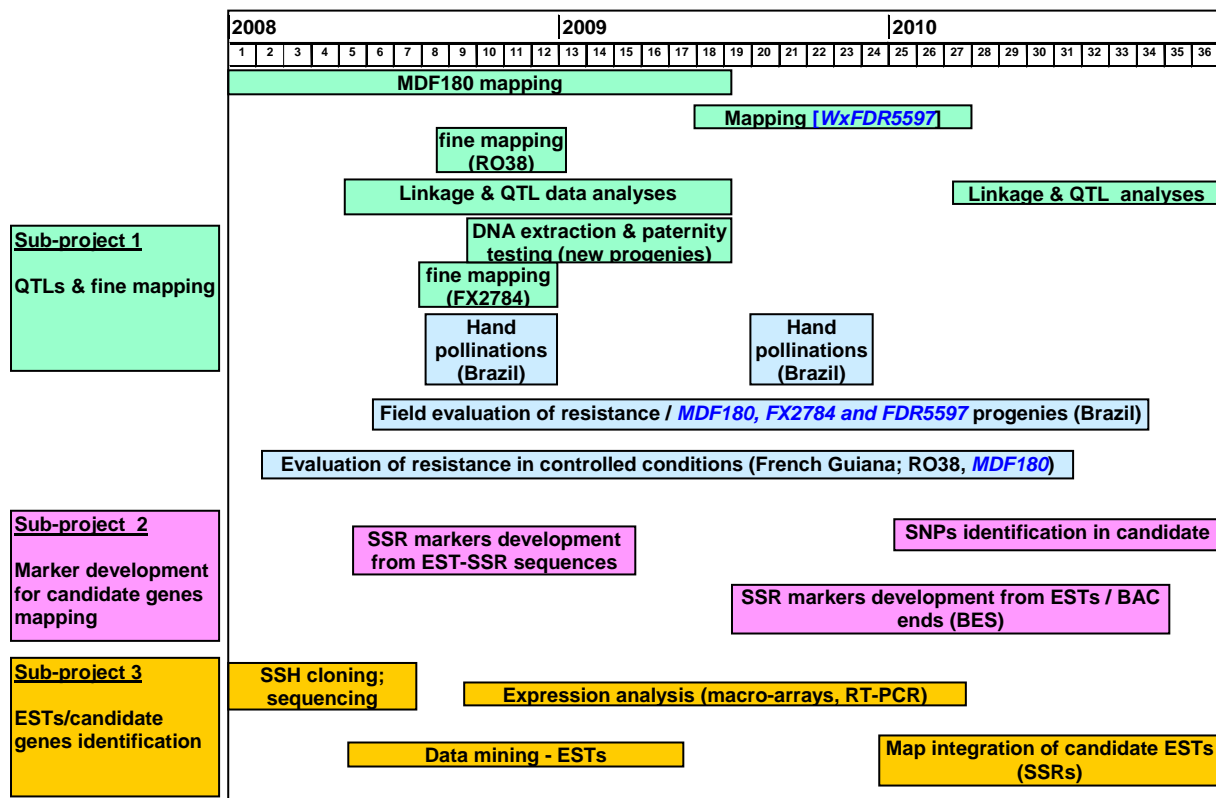 2008 2009 2010
1 2 3 4 5 6 7 8 9 10 11 12 13 14 15 16 17 18 19 20 21 22 23 24 25 26 27 28 29 30 31 32 33 34 35 36
MDF180 mapping
Mapping [WxFDR5597]
fine mapping
(RO38)
Linkage & QTL data analyses
Linkage & QTL analyses
Sub-project 1
QTLs & fine mapping
DNA extraction & paternity
testing (new progenies)
fine mapping
(FX2784)
Hand
pollinations
(Brazil)
Hand
pollinations
(Brazil)
Field evaluation of resistance / MDF180, FX2784 and FDR5597 progenies (Brazil)
Evaluation of resistance in controlled conditions (French Guiana; RO38, MDF180)
Sub-project 2
Marker development
for candidate genes
mapping
SSR markers development
from EST-SSR sequences
SNPs identification in candidate
SSR markers development from ESTs / BAC
ends (BES)
Sub-project 3
ESTs/candidate
genes identification
SSH cloning;
sequencing
Expression analysis (macro-arrays, RT-PCR)
Data mining - ESTs
Map integration of candidate ESTs
(SSRs)